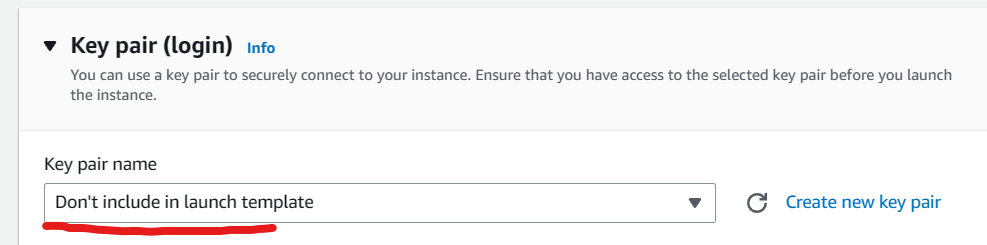 Key pair (login) Info
You can use a key pair to securely connect to your instance. Ensure that you have access to the selected key pair before you launch
the instance.
Key pair name
Don't include in launch template
Create new key pair